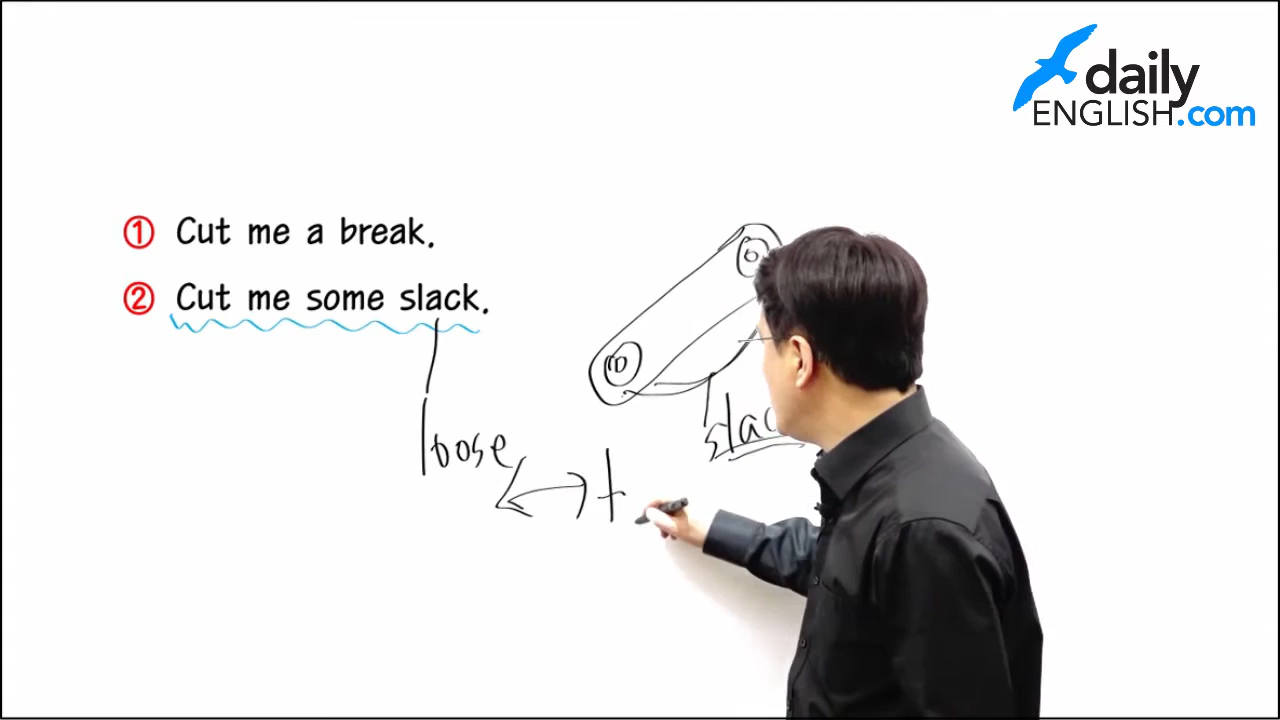 daily
ENGLISH.com
① Cut me a break.
② Cut me some slack.
loose
t